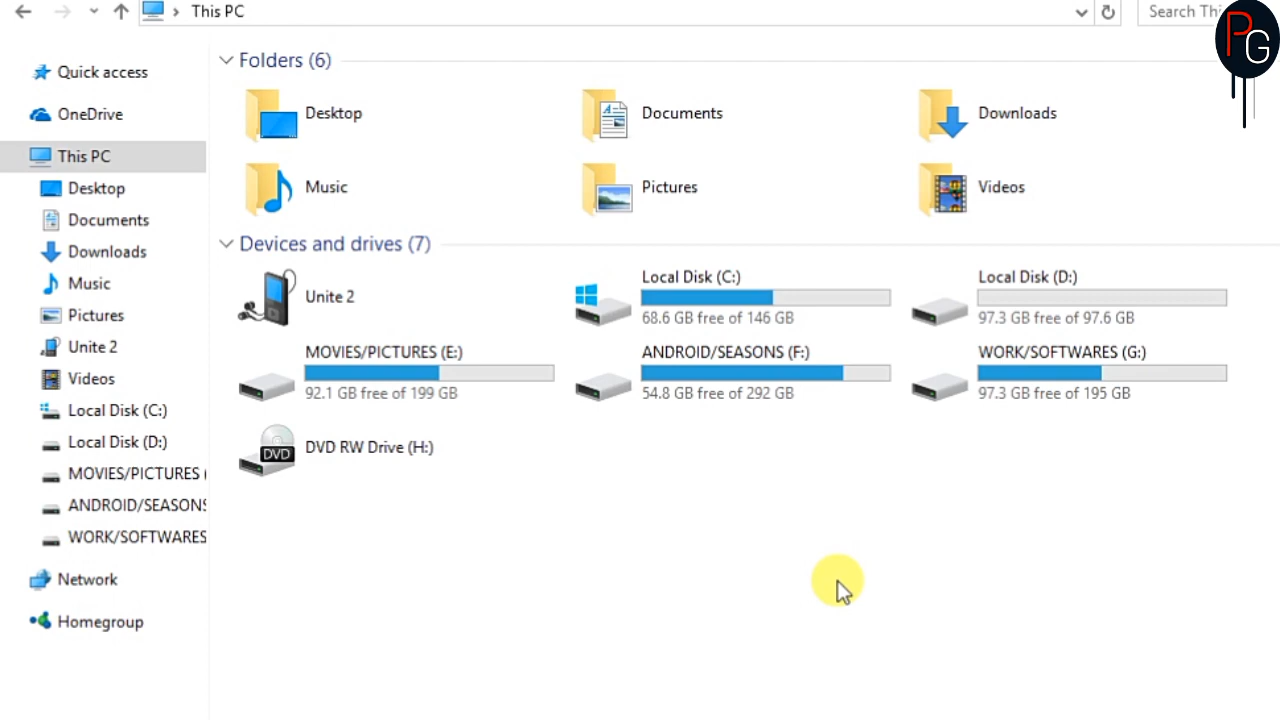 This PC
Search Thi
PG
Quick access
OneDrive
This PC
Desktop
Documents
Downloads
Music
Pictures
Unite 2
Videos
Local Disk (C:)
Local Disk (D:)
MOVIES/PICTURES (
ANDROID/SEASONS
WORK/SOFTWARES
Network
Homegroup
Folders (6)
Desktop
Documents
Downloads
Music
Pictures
Videos
Devices and drives (7)
Unite 2
Local Disk (C:)
68.6 GB free of 146 GB
Local Disk (D:)
97.3 GB free of 97.6 GB
MOVIES/PICTURES (E:)
92.1 GB free of 199 GB
ANDROID/SEASONS (F:)
54.8 GB free of 292 GB
WORK/SOFTWARES (G:)
97.3 GB free of 195 GB
DVD
DVD RW Drive (H:)